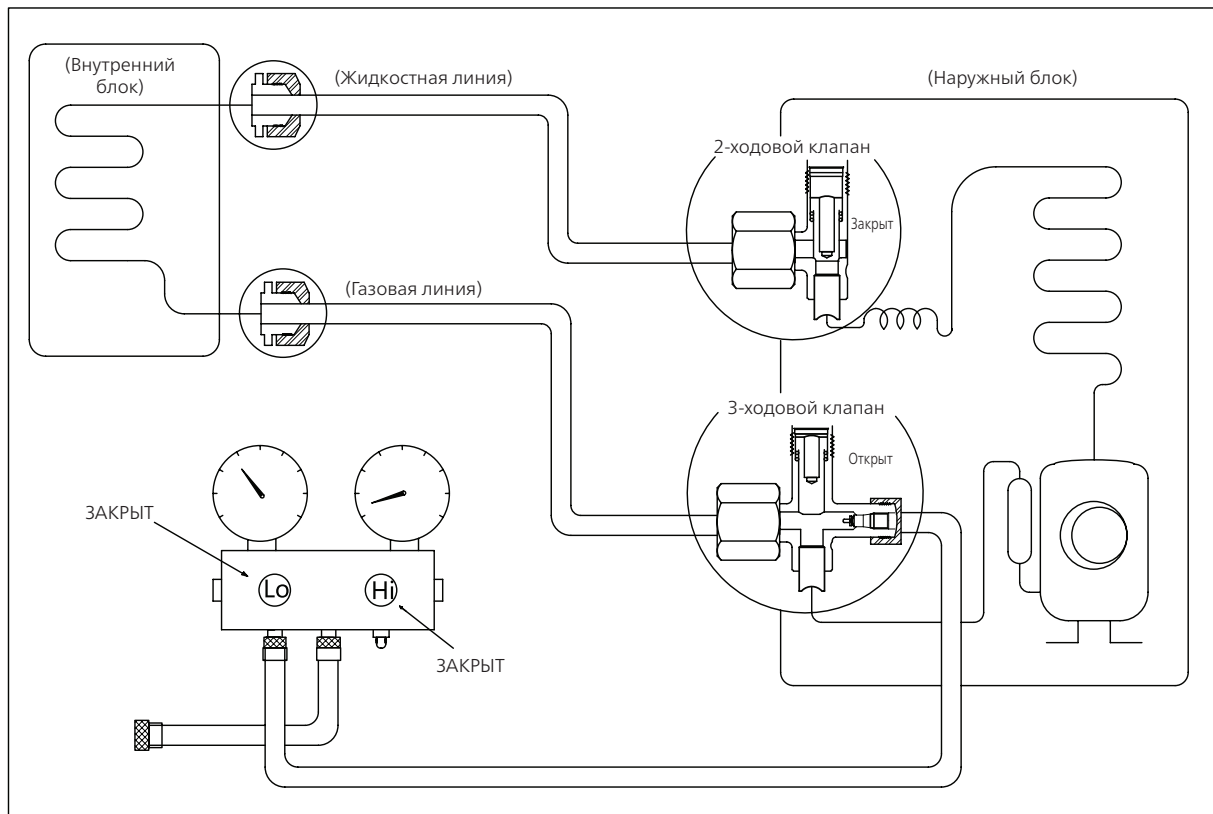 (Внутренний
блок)
(Жидкостная линия)
(Наружный блок)
2-ходовой клапан
Закрыт
(Газовая линия)
3-ходовой клапан
Открыт
ЗАКРЫТ
Lo
Hi
ЗАКРЫТ